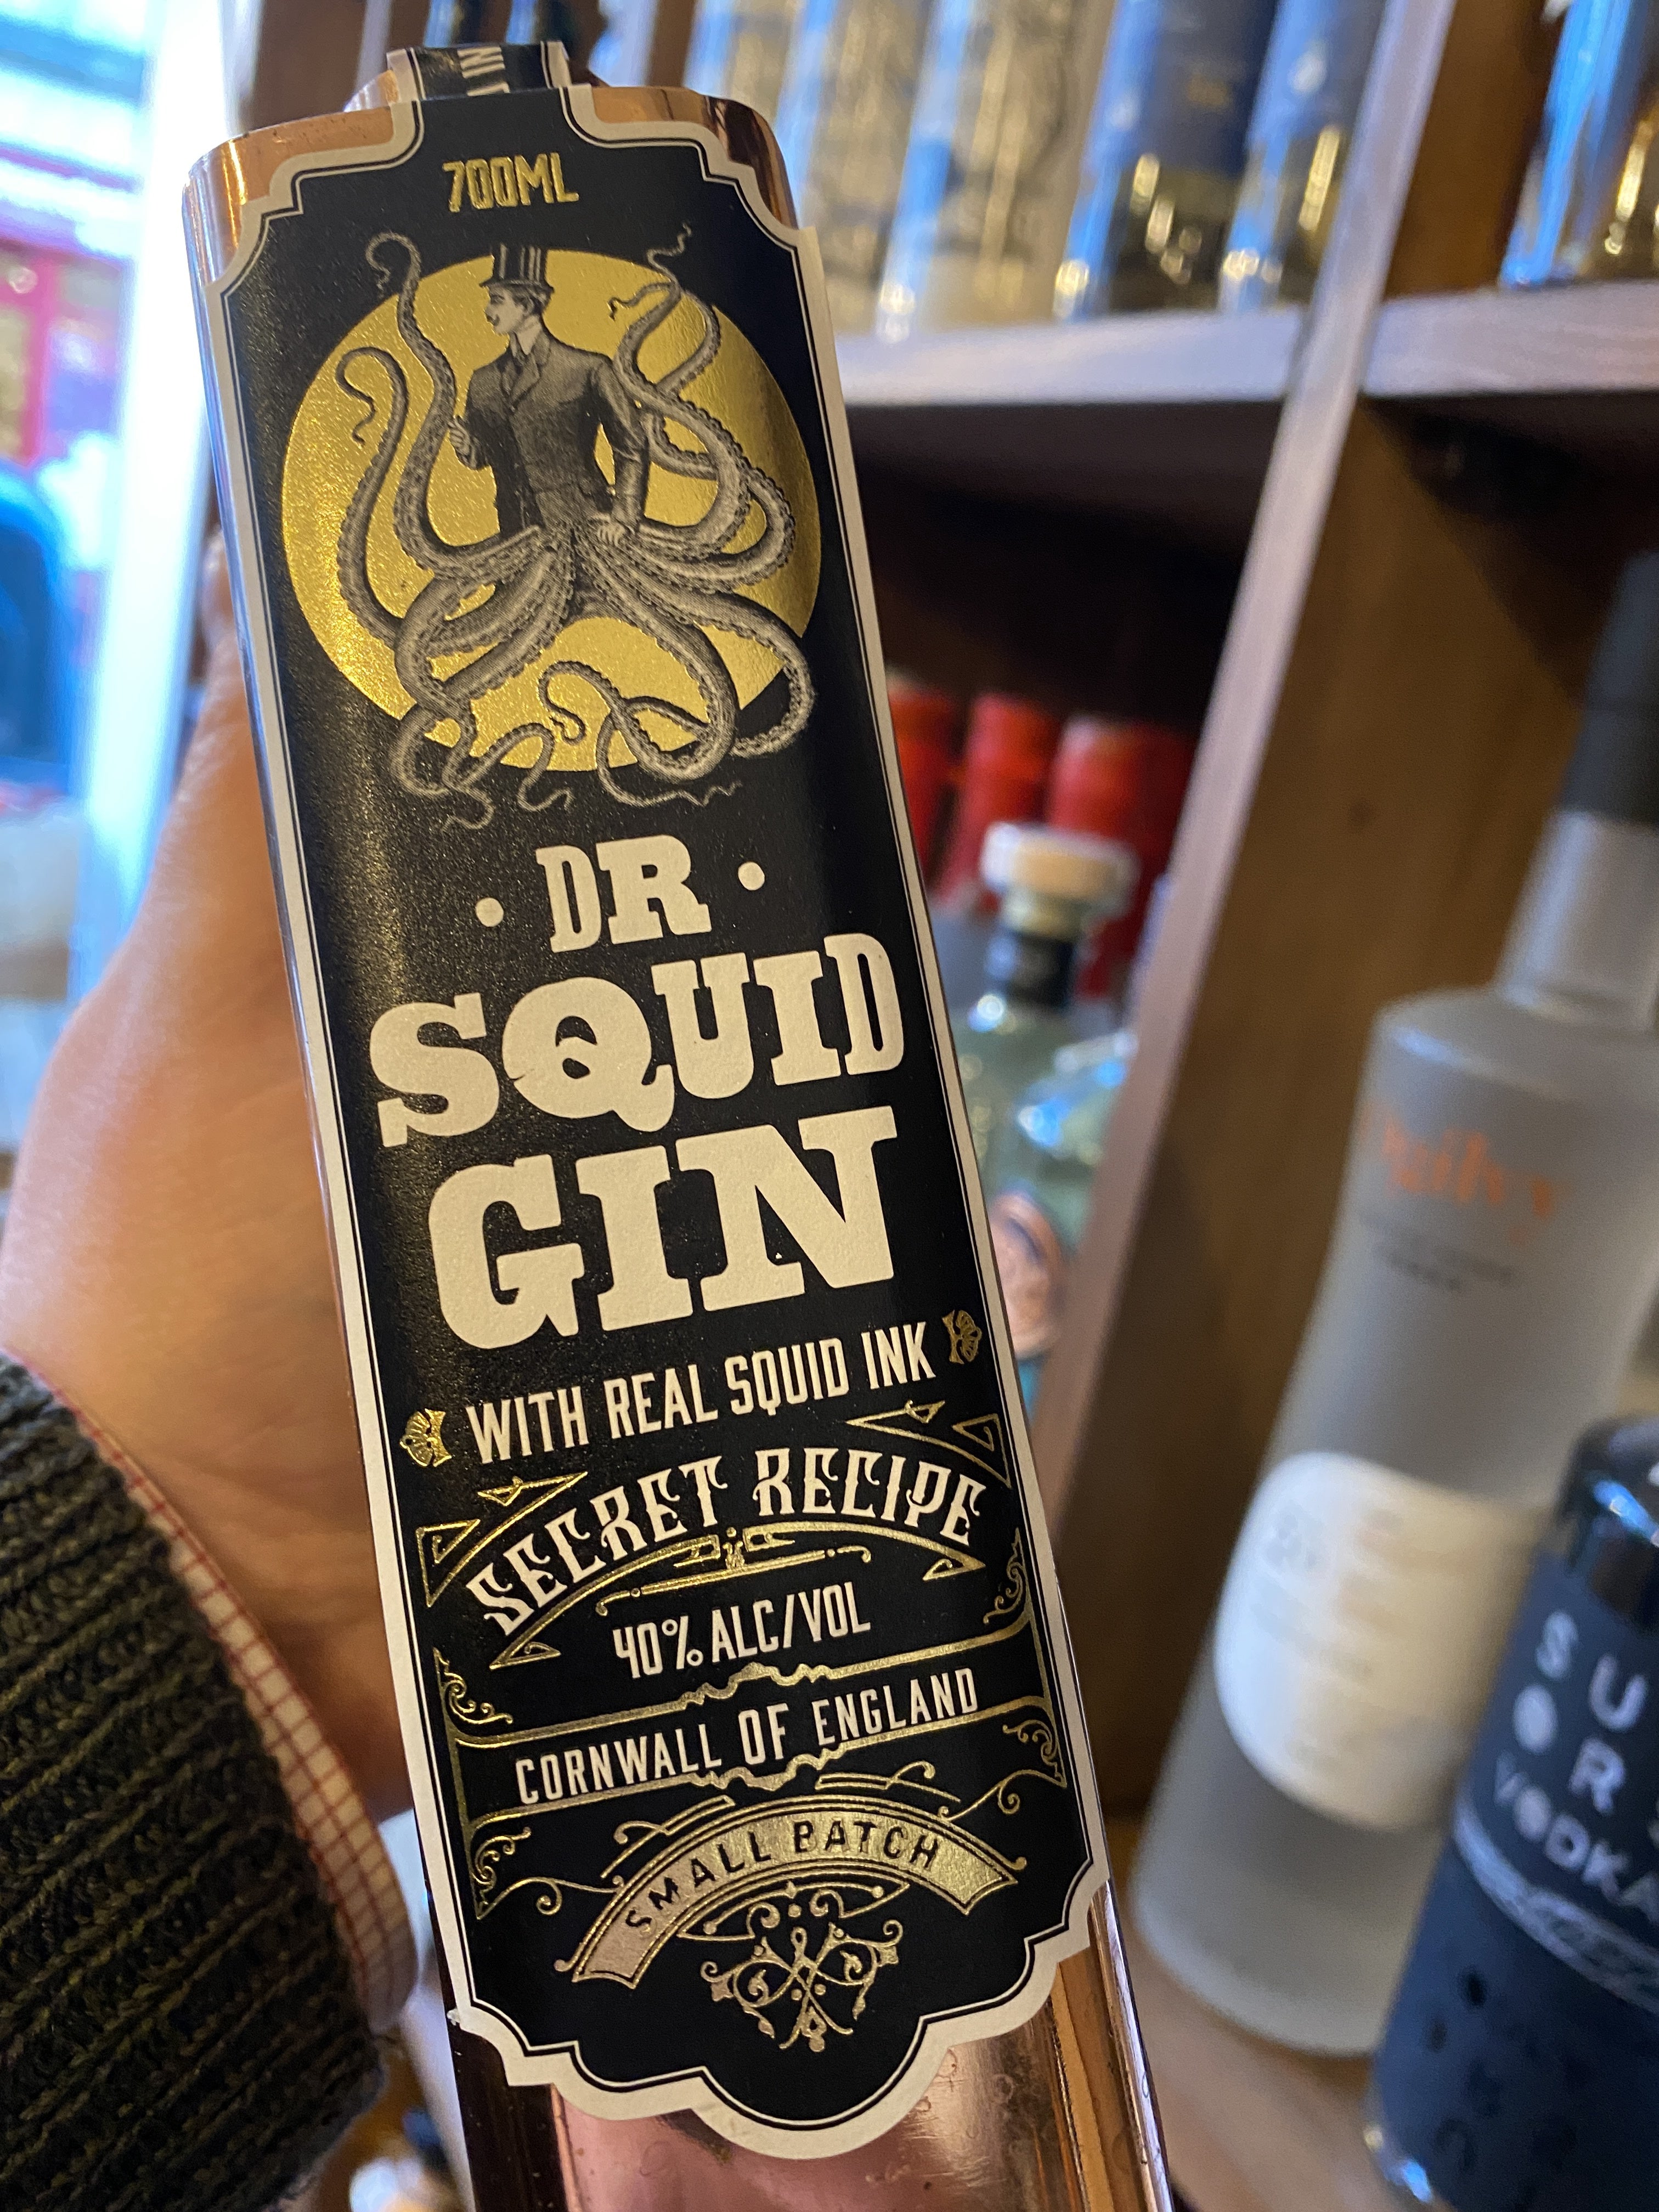 700ML
· DR ·
SQUID
GIN
WITH REAL SQUID INK
SECRET RECIPE
40% ALC/VOL
CORNWALL OF ENGLAND
SMALL BATCH
SU
R
VODKA